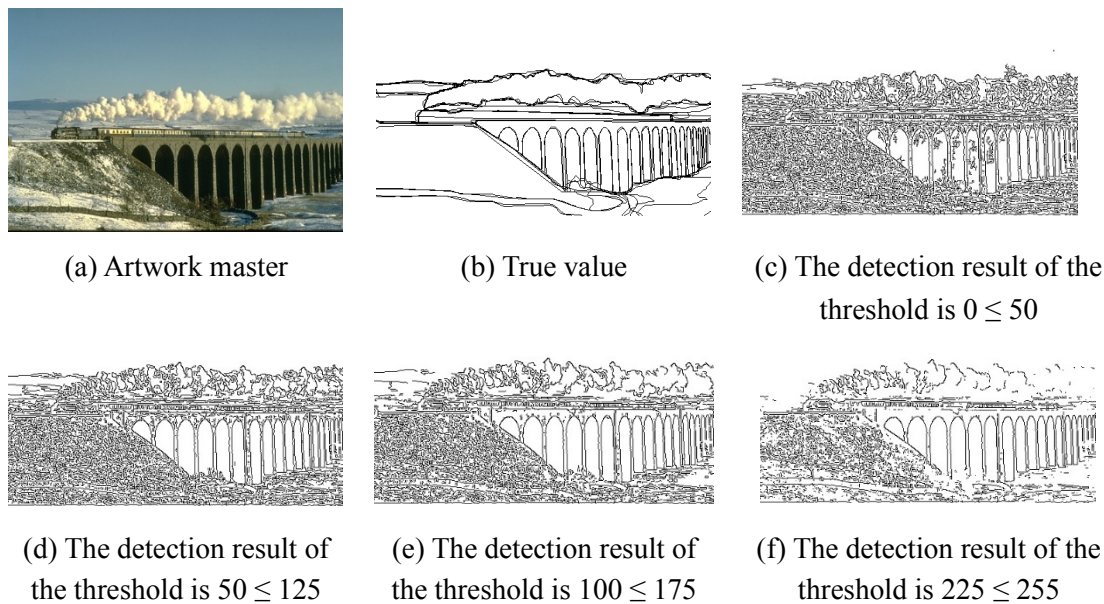 (a) Artwork master
(b) True value
(c) The detection result of the
threshold is 0 ≤ 50
(d) The detection result of
the threshold is 50 ≤ 125
(e) The detection result of
the threshold is 100 ≤ 175
(f) The detection result of the
threshold is 225 ≤ 255